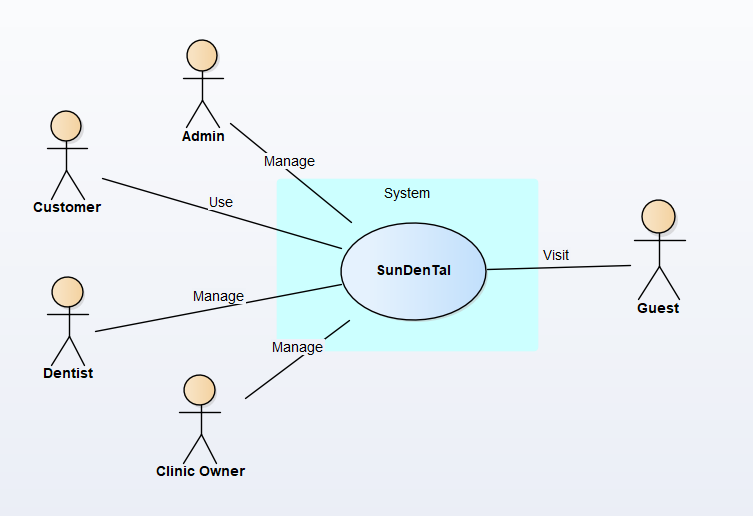 Admin
Manage
Customer
Use
System
SunDenTal
Visit
Guest
Manage
Dentist
Manage
Clinic Owner